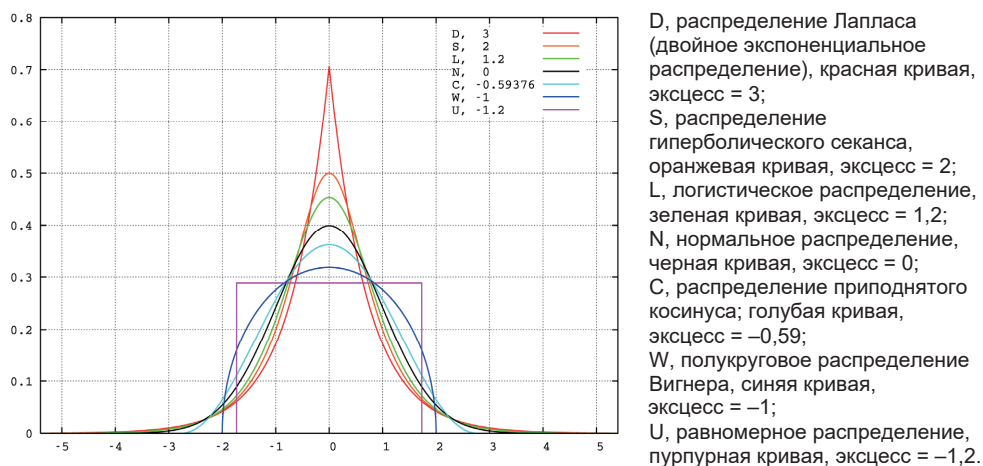 0.8
0.7
0.6
0.5
0.4
0.3
0.2
0.1
0
-5 -4 -3 -2 -1 0 1 2 3 4 5
D, 3
S, 2
L, 1.2
N, 0
C, -0.59376
W, -1
U, -1.2
D, распределение Лапласа
(двойное экспоненциальное
распределение), красная кривая,
эксцесс = 3;
S, распределение
гиперболического секанса,
оранжевая кривая, эксцесс = 2;
L, логистическое распределение,
зеленая кривая, эксцесс = 1,2;
N, нормальное распределение,
черная кривая, эксцесс = 0;
C, распределение приподнятого
косинуса; голубая кривая,
эксцесс = –0,59;
W, полукруговое распределение
Вигнера, синяя кривая,
эксцесс = –1;
U, равномерное распределение,
пурпурная кривая, эксцесс = –1,2.